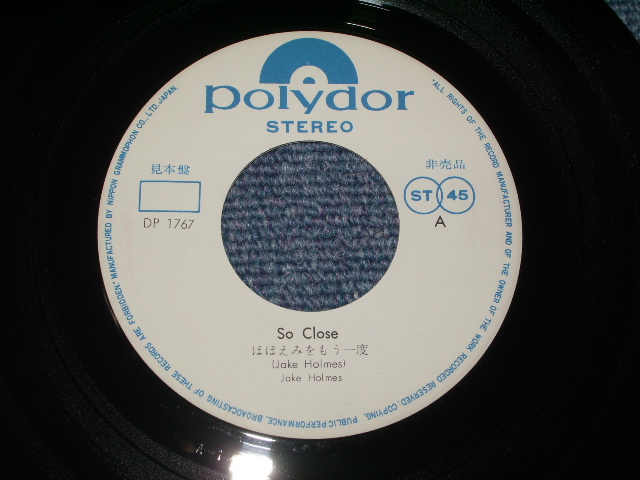 polydor
STEREO
見本盤
非売品
DP 1767
ST 45
A
So Close
ほほえみをもう一度
(Jake Holmes)
Jake Holmes
"ALL RIGHTS OF THE RECORD MANUFACTURER AND OF THE OWNER OF THE WORK RECORDED RESERVED: COPYING, PUBLIC PERFORMANCE, BROADCASTING OF THESE RECORDS ARE FORBIDDEN." MANUFACTURED BY NIPPON GRAMMOPHON CO., LTD. JAPAN.